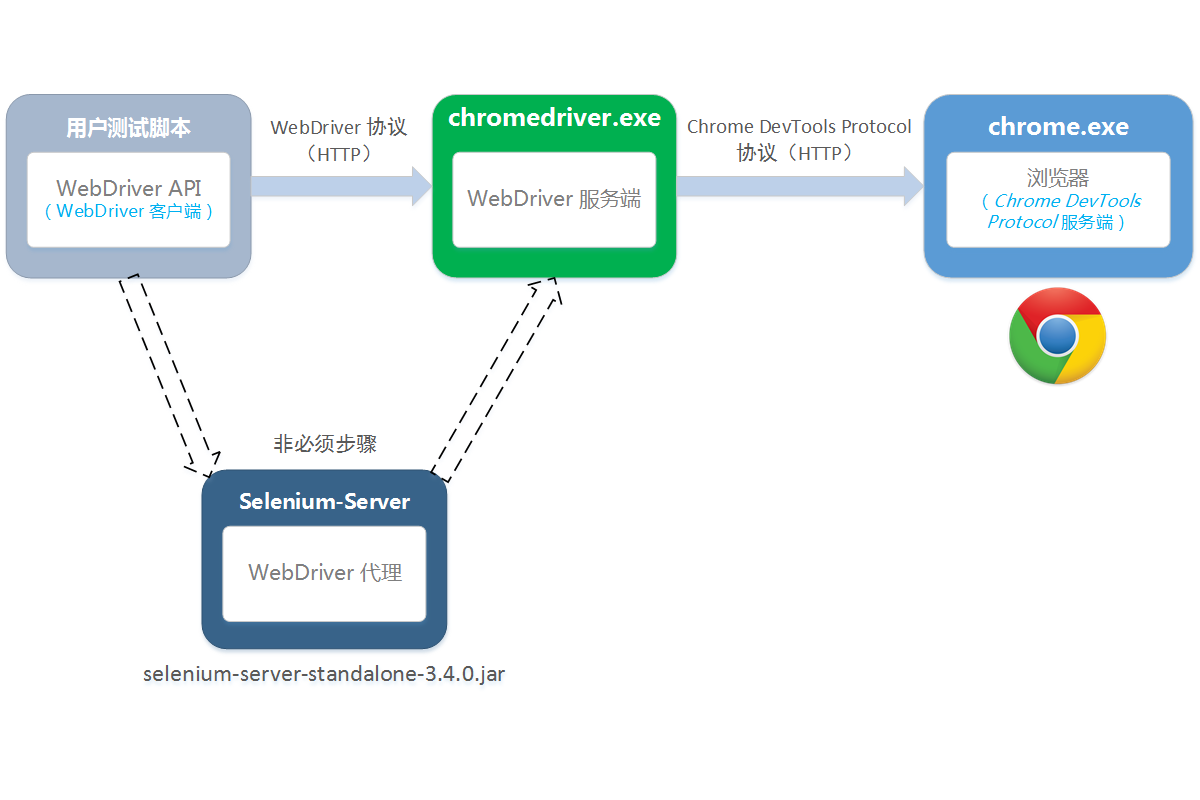 用户测试脚本
WebDriver API
（WebDriver 客户端）
WebDriver 协议
（HTTP）
chromedriver.exe
WebDriver 服务端
Chrome DevTools Protocol
协议（HTTP）
chrome.exe
浏览器
（Chrome DevTools
Protocol 服务端）
非必须步骤
Selenium-Server
WebDriver 代理
selenium-server-standalone-3.4.0.jar